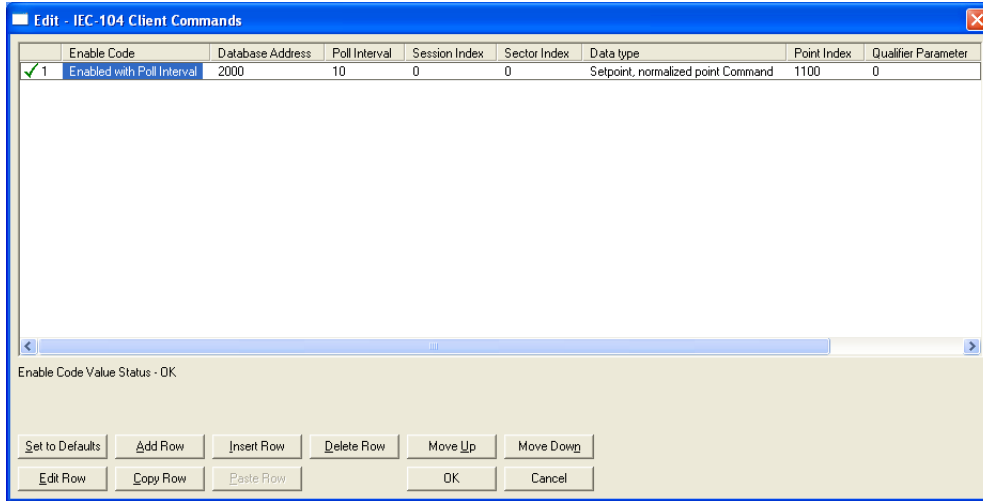 Edit - IEC-104 Client Commands
Enable Code Database Address Poll Interval Session Index Sector Index Data type Point Index Qualifier Parameter
1 Enabled with Poll Interval 2000 10 0 0 Setpoint, normalized point Command 1100 0
Enable Code Value Status - OK
Set to Defaults Add Row Insert Row Delete Row Move Up Move Down
Edit Row Copy Row Paste Row OK Cancel